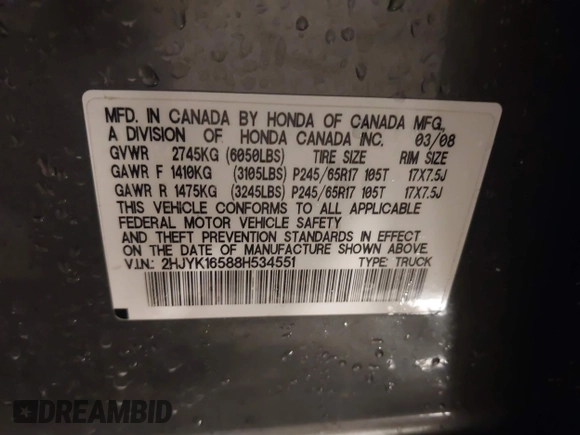 MFD. IN CANADA BY HONDA OF CANADA MFG.,
A DIVISION OF HONDA CANADA INC. 03/08
GVWR 2745KG (6050LBS) TIRE SIZE RIM SIZE
GAWR F 1410KG (3105LBS) P245/65R17 105T 17X7.5J
GAWR R 1475KG (3245LBS) P245/65R17 105T 17X7.5J
THIS VEHICLE CONFORMS TO ALL APPLICABLE
FEDERAL MOTOR VEHICLE SAFETY
AND THEFT PREVENTION STANDARDS IN EFFECT
ON THE DATE OF MANUFACTURE SHOWN ABOVE.
V.I.N.: 2HJYK16588H534551 TYPE: TRUCK
DREAMBID